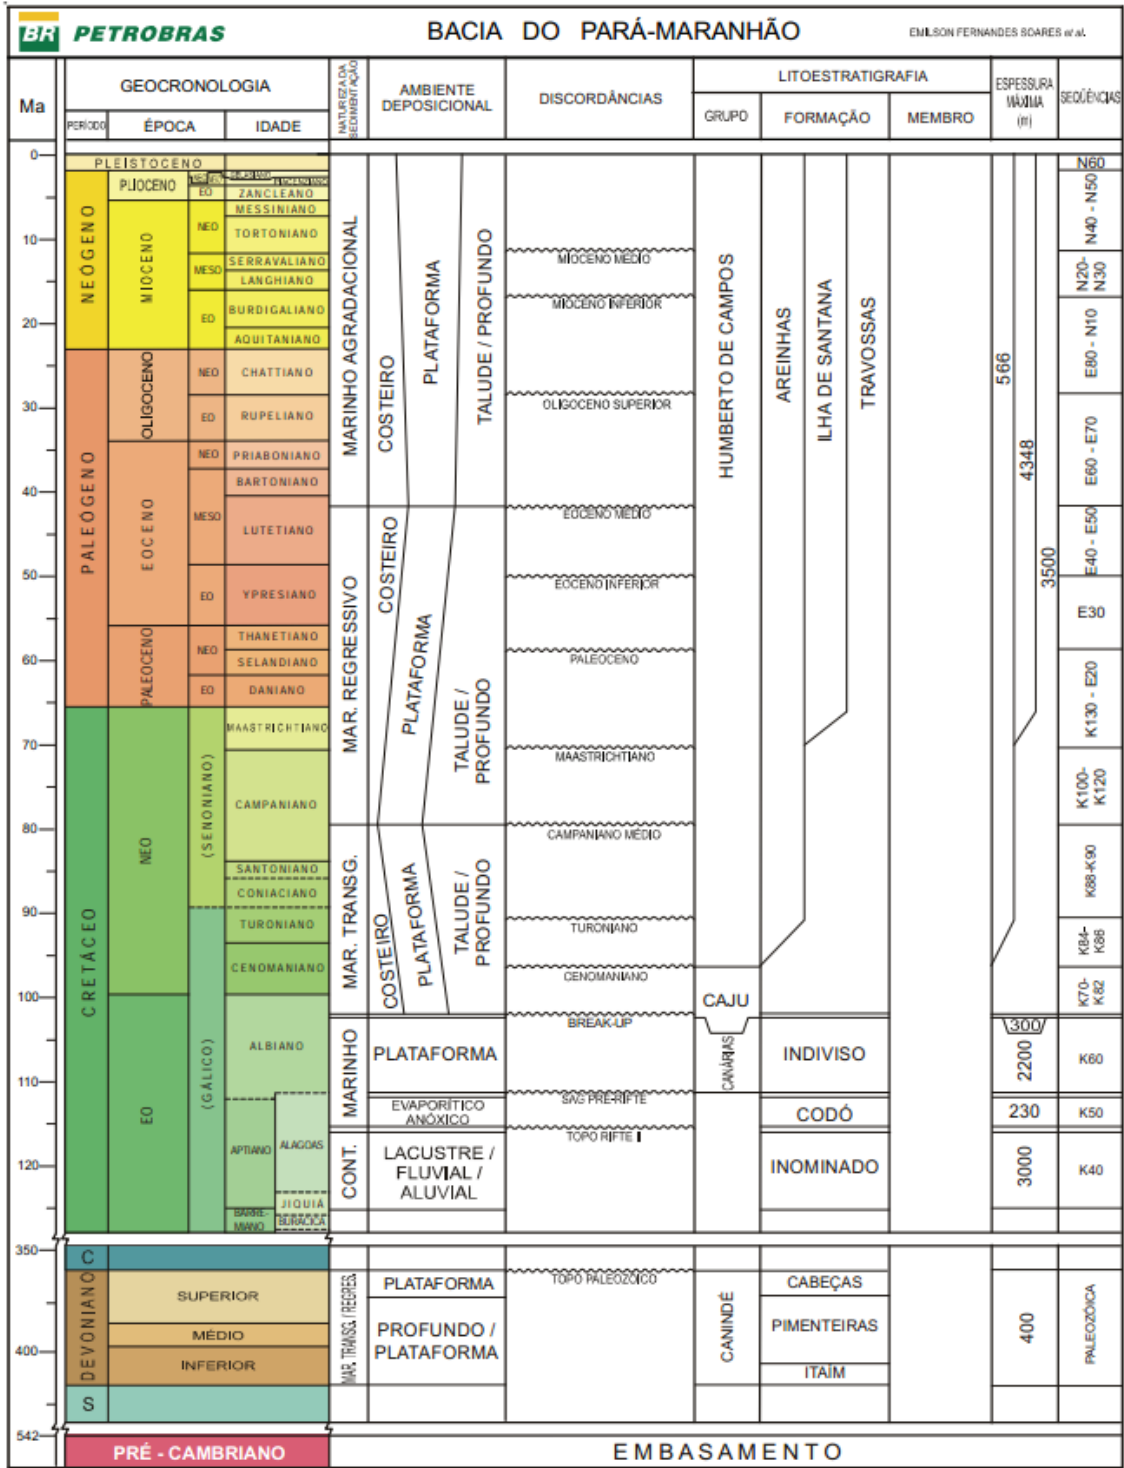 BR PETROBRAS
BACIA DO PARÁ-MARANHÃO
EMILSON FERNANDES SOARES et al.
Ma
GEOCRONOLOGIA
PERÍODO
ÉPOCA
IDADE
NATUREZA DA SEDIMENTAÇÃO
AMBIENTE
DEPOSICIONAL
DISCORDÂNCIAS
LITOESTRATIGRAFIA
GRUPO
FORMAÇÃO
MEMBRO
ESPESSURA
MÁXIMA
(m)
SEQÜÊNCIAS
0
10
20
30
40
50
60
70
80
90
100
110
120
350
400
542
NEÓGENO
PALEÓGENO
CRETÁCEO
C
DEVONIANO
S
PLEISTOCENO
PLIOCENO
MIOCENO
OLIGOCENO
EOCENO
PALEOCENO
NEO
EO
EO
NEO
MESO
EO
NEO
EO
NEO
MESO
EO
NEO
EO
(SENONIANO)
(GÁLICO)
ZANCLEANO
MESSINIANO
TORTONIANO
SERRAVALIANO
LANGHIANO
BURDIGALIANO
AQUITANIANO
CHATTIANO
RUPELIANO
PRIABONIANO
BARTONIANO
LUTETIANO
YPRESIANO
THANETIANO
SELANDIANO
DANIANO
MAASTRICHTIANO
CAMPANIANO
SANTONIANO
CONIACIANO
TURONIANO
CENOMANIANO
ALBIANO
APTIANO
ALAGOAS
JIQUIÁ
BARRE-
MIANO
BURACICA
SUPERIOR
MÉDIO
INFERIOR
MARINHO AGRADACIONAL
MAR. REGRESSIVO
MAR. TRANSG.
MARINHO
CONT.
MAR. TRANSG. / REGRES.
COSTEIRO
PLATAFORMA
TALUDE / PROFUNDO
COSTEIRO
PLATAFORMA
TALUDE /
PROFUNDO
COSTEIRO
PLATAFORMA
TALUDE /
PROFUNDO
PLATAFORMA
EVAPORÍTICO
ANÓXICO
LACUSTRE /
FLUVIAL /
ALUVIAL
PLATAFORMA
PROFUNDO /
PLATAFORMA
MIOCENO MÉDIO
MIOCENO INFERIOR
OLIGOCENO SUPERIOR
EOCENO MÉDIO
EOCENO INFERIOR
PALEOCENO
MAASTRICHTIANO
CAMPANIANO MÉDIO
TURONIANO
CENOMANIANO
BREAK-UP
SAG PRÉ-RIFTE
TOPO RIFTE II
TOPO PALEOZÓICO
HUMBERTO DE CAMPOS
CAJU
CANÁRIAS
CANINDÉ
AREINHAS
ILHA DE SANTANA
TRAVOSSAS
INDIVISO
CODÓ
INOMINADO
CABEÇAS
PIMENTEIRAS
ITAÍM
566
4348
3500
300
2200
230
3000
400
N60
N40 - N50
N20-
N30
E80 - N10
E60 - E70
E40 - E50
E30
K130 - E20
K100-
K120
K88-K90
K84-
K86
K70-
K82
K60
K50
K40
PALEOZÓICA
PRÉ - CAMBRIANO
EMBASAMENTO